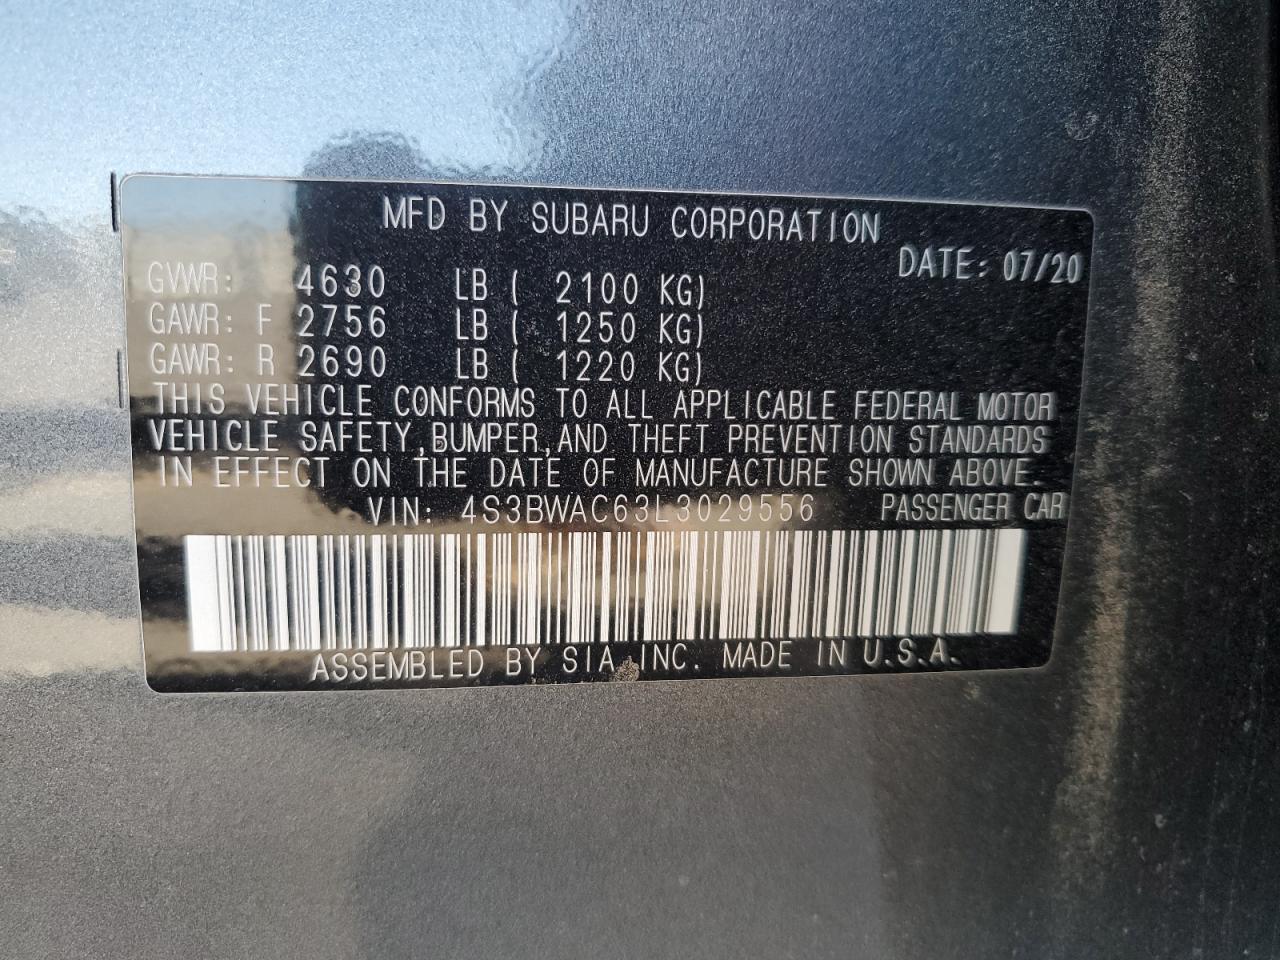 MFD BY SUBARU CORPORATION
DATE: 07/20
GVWR: 4630 LB ( 2100 KG)
GAWR: F 2756 LB ( 1250 KG)
GAWR: R 2690 LB ( 1220 KG)
THIS VEHICLE CONFORMS TO ALL APPLICABLE FEDERAL MOTOR
VEHICLE SAFETY,BUMPER,AND THEFT PREVENTION STANDARDS
IN EFFECT ON THE DATE OF MANUFACTURE SHOWN ABOVE.
VIN: 4S3BWAC63L3029556 PASSENGER CAR
ASSEMBLED BY SIA,INC. MADE IN U.S.A.